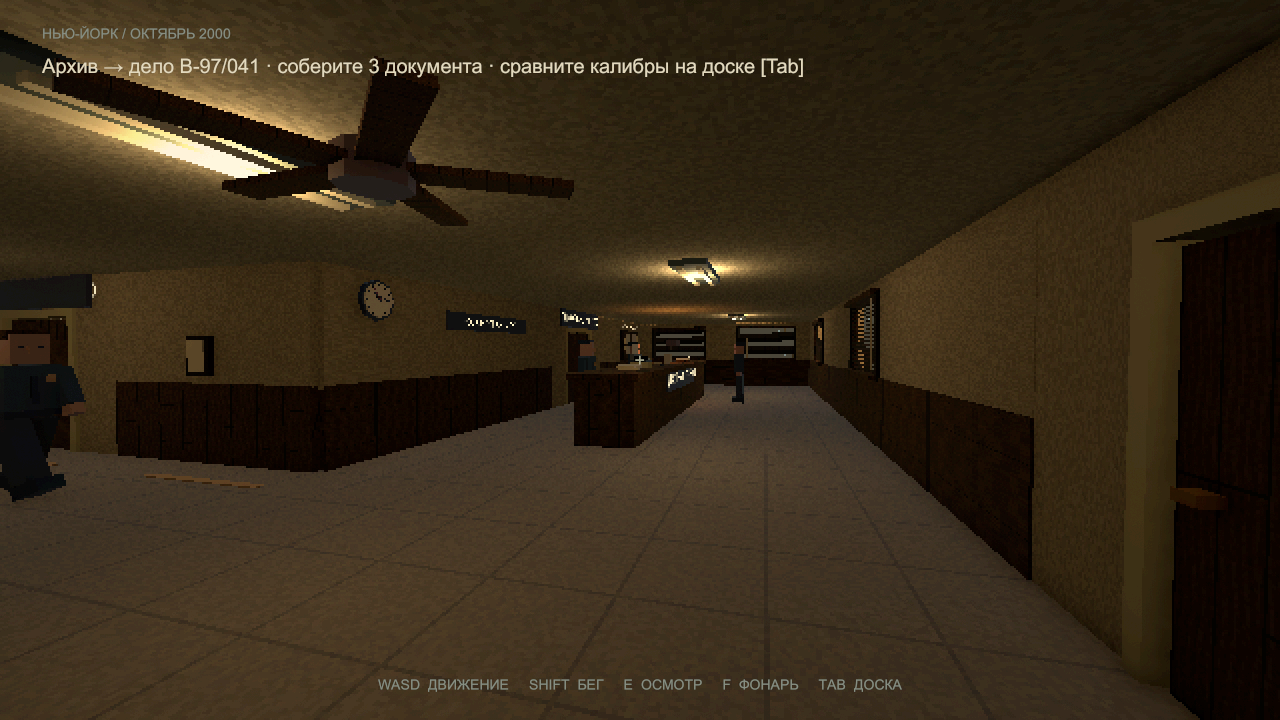 НЬЮ-ЙОРК / ОКТЯБРЬ 2000
Архив → дело B-97/041 · соберите 3 документа · сравните калибры на доске [Tab]
WASD ДВИЖЕНИЕ SHIFT БЕГ E ОСМОТР F ФОНАРЬ TAB ДОСКА